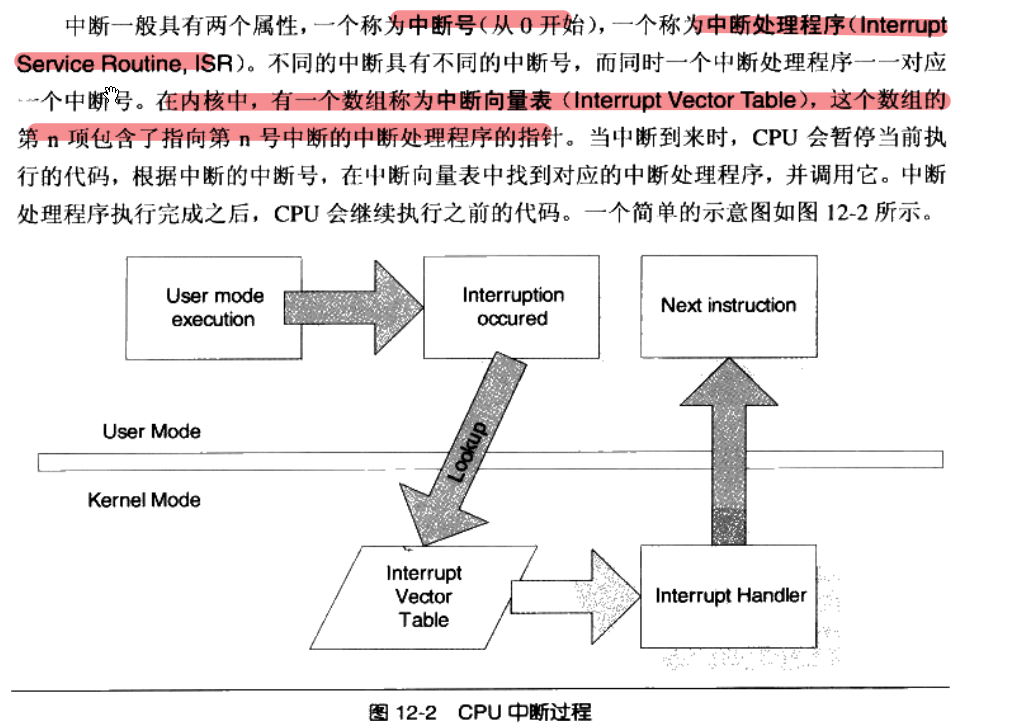 中断一般具有两个属性，一个称为中断号（从 0 开始），一个称为中断处理程序（Interrupt
Service Routine, ISR）。不同的中断具有不同的中断号，而同时一个中断处理程序一一对应
一个中断号。在内核中，有一个数组称为中断向量表（Interrupt Vector Table），这个数组的
第 n 项包含了指向第 n 号中断的中断处理程序的指针。当中断到来时，CPU 会暂停当前执
行的代码，根据中断的中断号，在中断向量表中找到对应的中断处理程序，并调用它。中断
处理程序执行完成之后，CPU 会继续执行之前的代码。一个简单的示意图如图 12-2 所示。
User mode
execution
Interruption
occured
Next instruction
Lookup
User Mode
Kernel Mode
Interrupt
Vector
Table
Interrupt Handler
图 12-2 CPU 中断过程